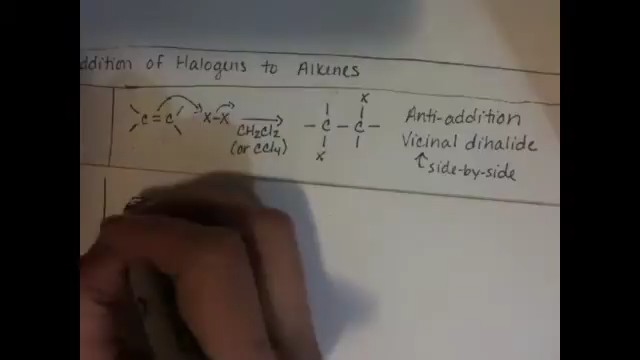 ddition of Halogens to Alkenes
C=C X-X CH2Cl2 (or CCl4) -C-C- X X
Anti-addition
Vicinal dihalide
↑side-by-side